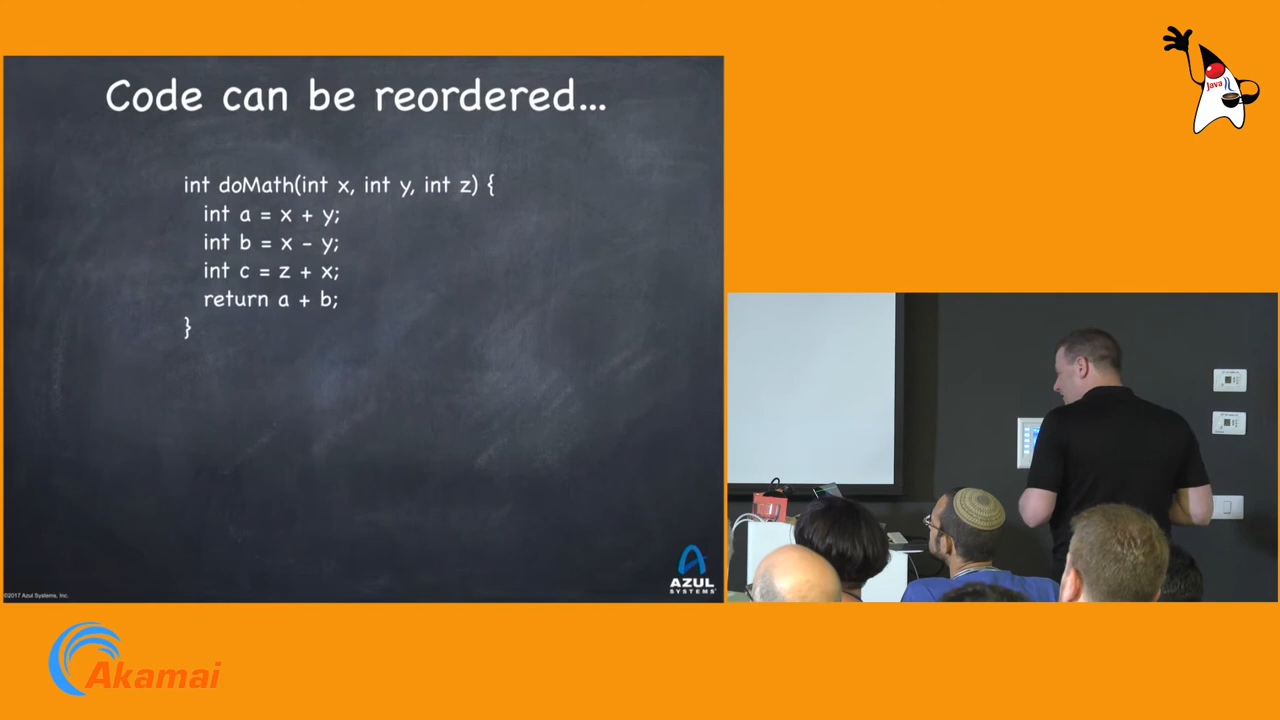 Code can be reordered...
int doMath(int x, int y, int z) {
int a = x + y;
int b = x - y;
int c = z + x;
return a + b;
}
AZUL
SYSTEMS
©2017 Azul Systems, Inc.
Java
Akamai